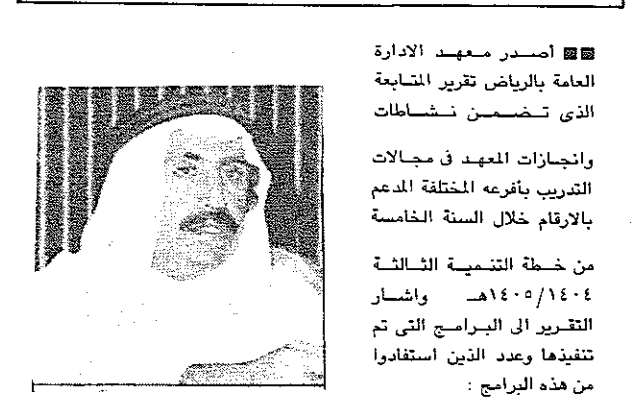 أصدر معهد الادارة
العامة بالرياض تقرير المتابعة
الذى تضمن نشاطات
وانجازات المعهد فى مجالات
التدريب بأفرعه المختلفة المدعم
بالارقام خلال السنة الخامسة
من خطة التنمية الثالثة
١٤٠٥/١٤٠٤هـ واشار
التقرير الى البرامج التى تم
تنفيذها وعدد الذين استفادوا
من هذه البرامج :